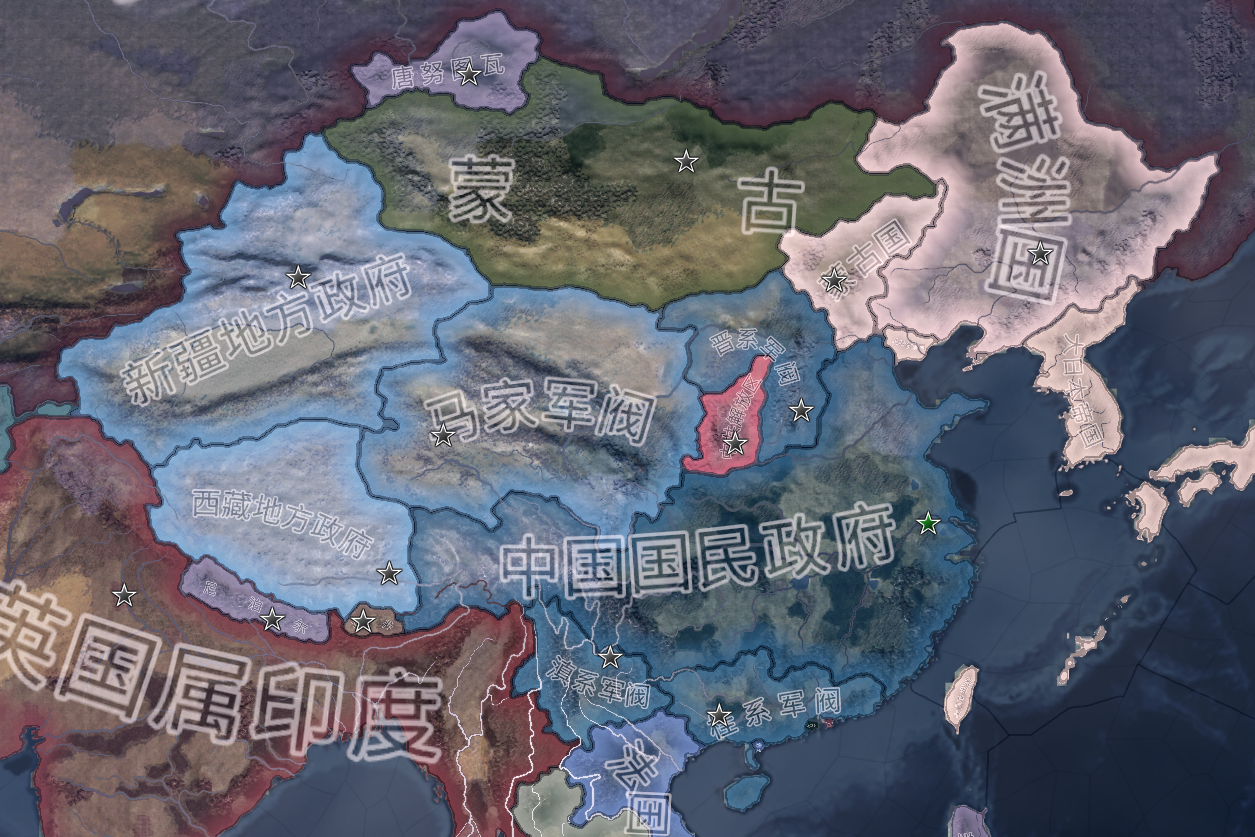 唐努图瓦
蒙古
满洲国
蒙古国
新疆地方政府
晋系军阀
马家军阀
大日本帝国
西藏地方政府
中国国民政府
英国属印度
滇系军阀
桂系军阀
法国